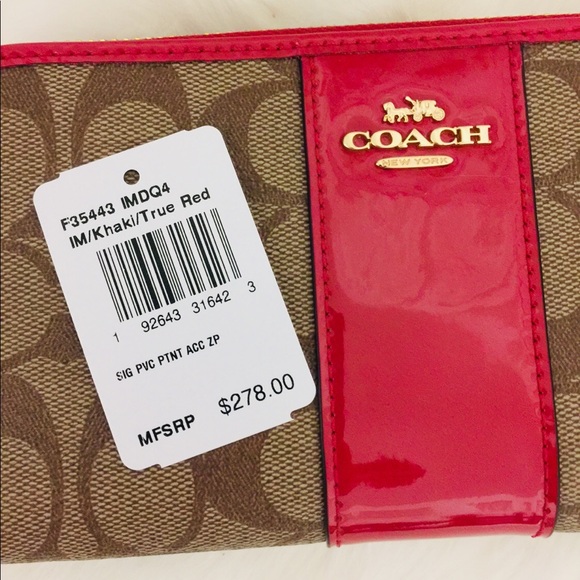 F35443 IMDQ4
IM/Khaki/True Red
1 92643 31642 3
SIG PVC PTNT ACC ZP
MFSRP $278.00
COACH
NEW YORK